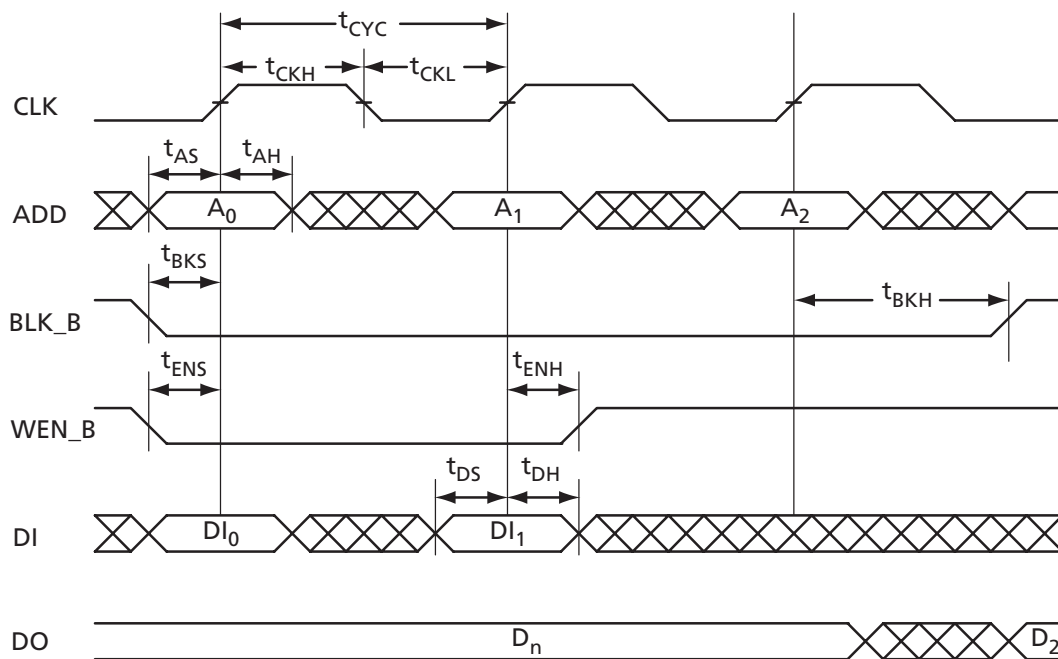 tCYC
tCKH tCKL
CLK
tAS tAH
ADD A0 A1 A2
tBKS
tBKH
BLK_B
tENS tENH
WEN_B
tDS tDH
DI DI0 DI1
DO Dn D2